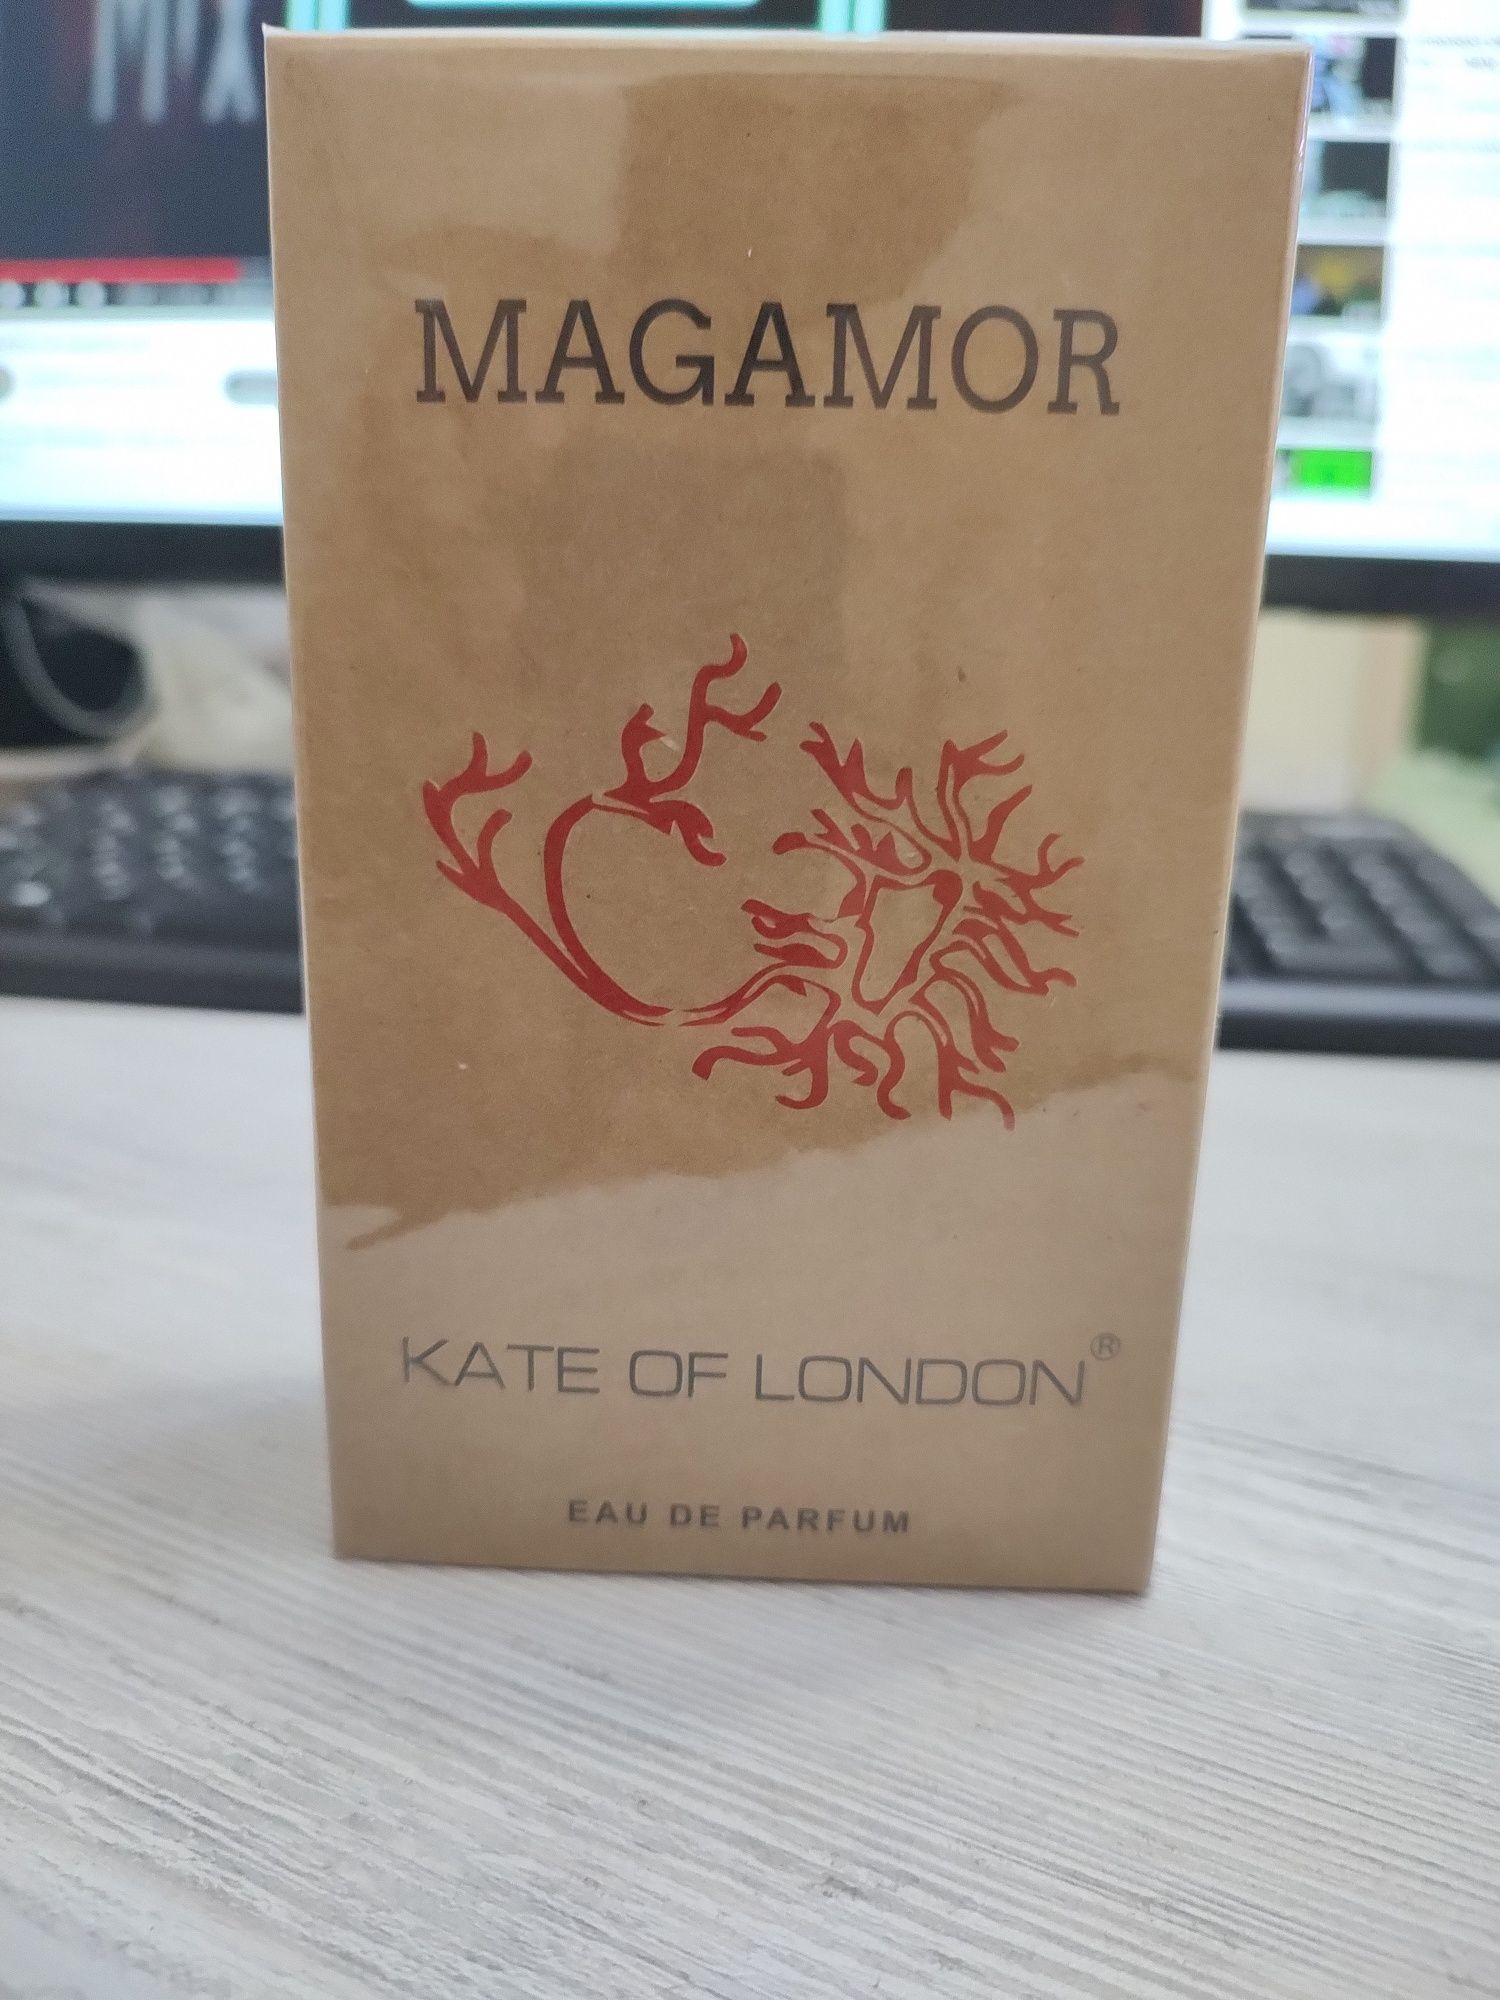 MAGAMOR
KATE OF LONDON®
EAU DE PARFUM